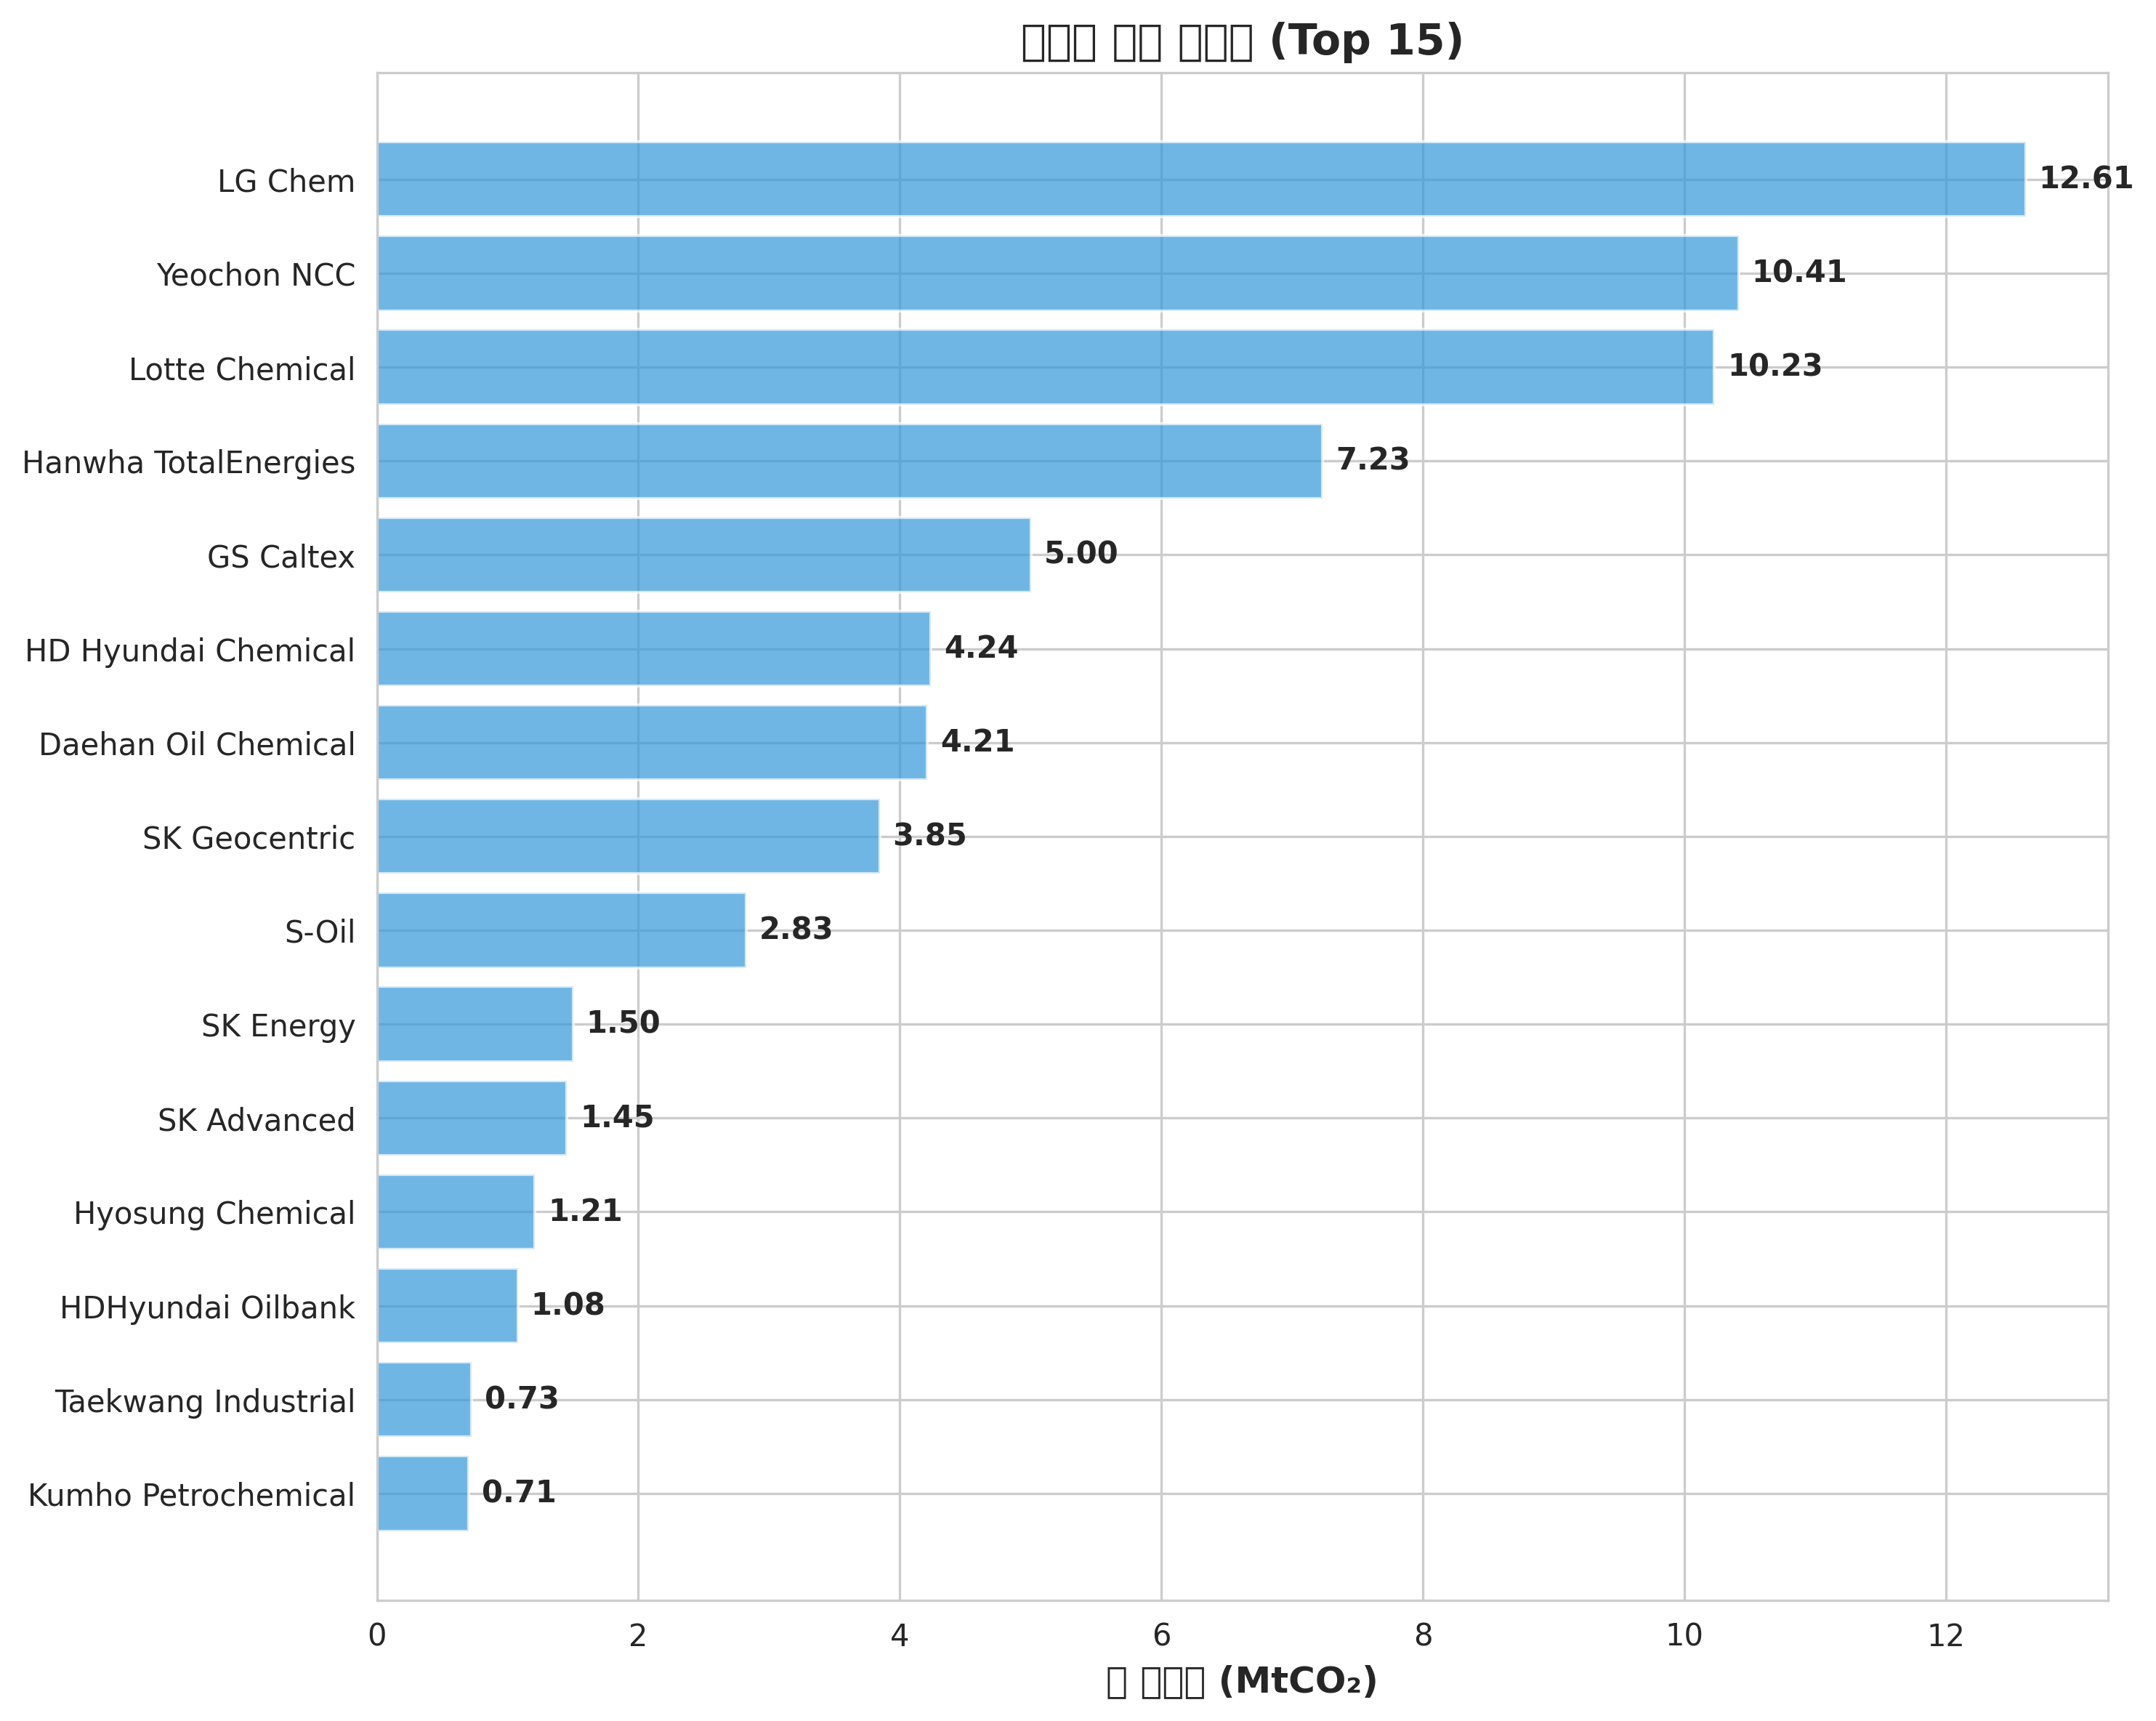 (Top 15)
LG Chem 12.61
Yeochon NCC 10.41
Lotte Chemical 10.23
Hanwha TotalEnergies 7.23
GS Caltex 5.00
HD Hyundai Chemical 4.24
Daehan Oil Chemical 4.21
SK Geocentric 3.85
S-Oil 2.83
SK Energy 1.50
SK Advanced 1.45
Hyosung Chemical 1.21
HDHyundai Oilbank 1.08
Taekwang Industrial 0.73
Kumho Petrochemical 0.71
0 2 4 6 8 10 12
(MtCO₂)